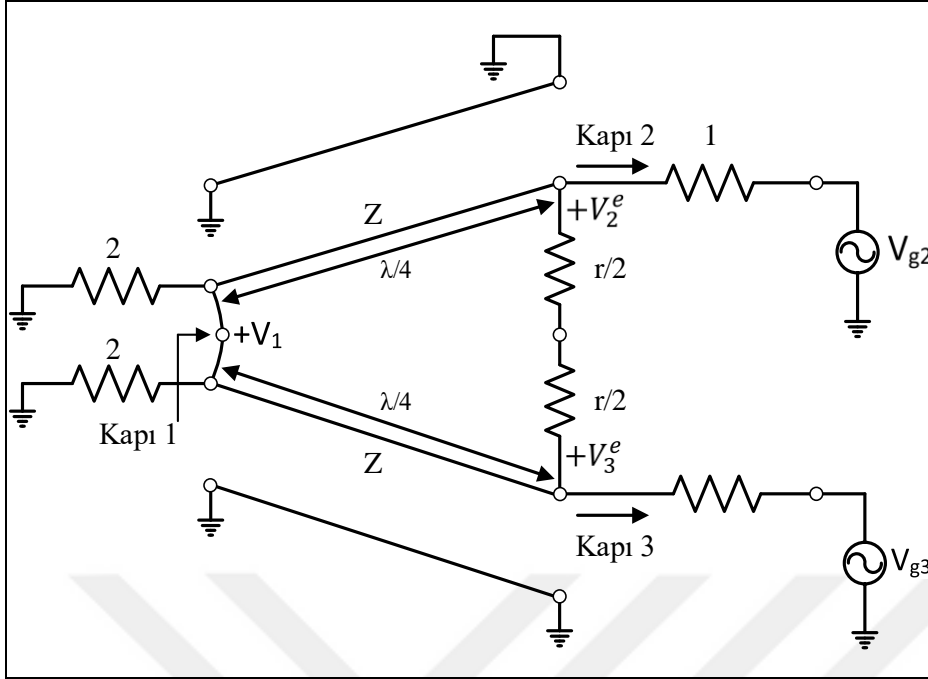 Kapı 2
1
+V₂ᵉ
Z
λ/4
r/2
V_g2
2
+V₁
2
Kapı 1
λ/4
r/2
Z
+V₃ᵉ
Kapı 3
V_g3